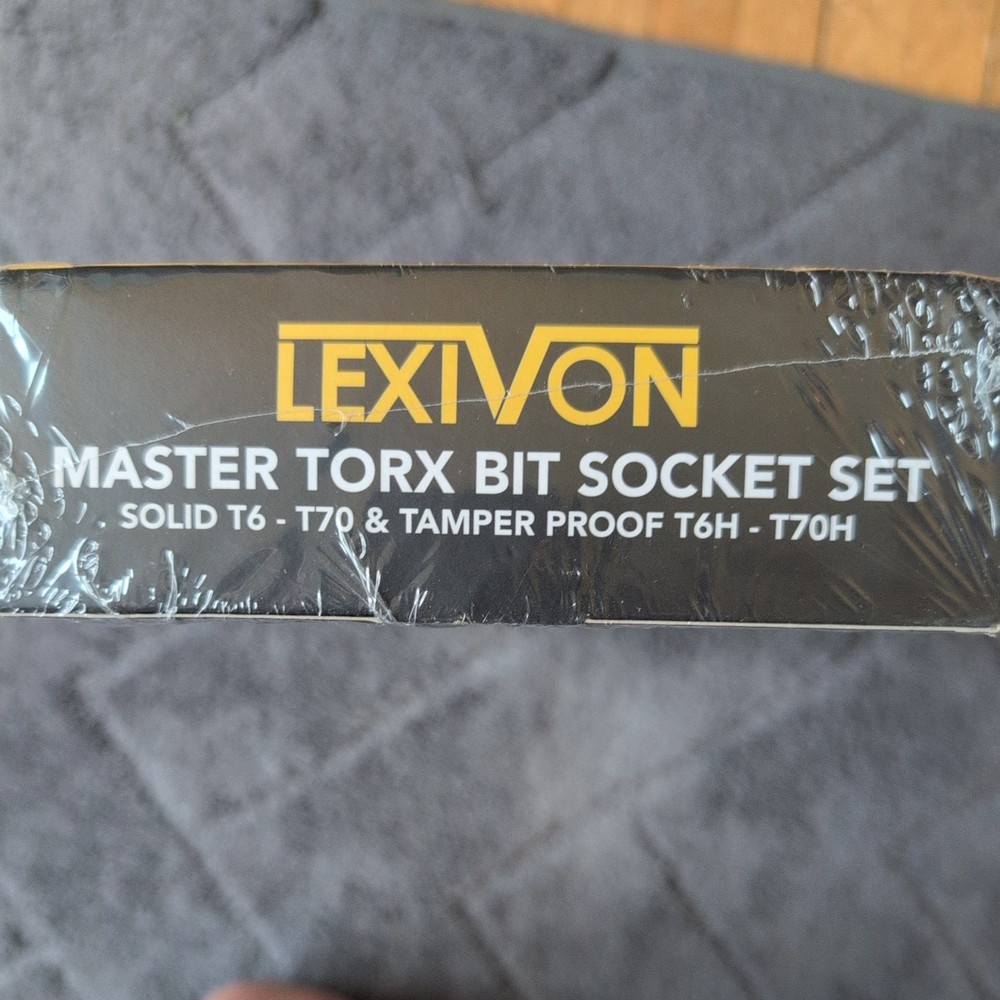 LEXIVON
MASTER TORX BIT SOCKET SET
SOLID T6 - T70 & TAMPER PROOF T6H - T70H